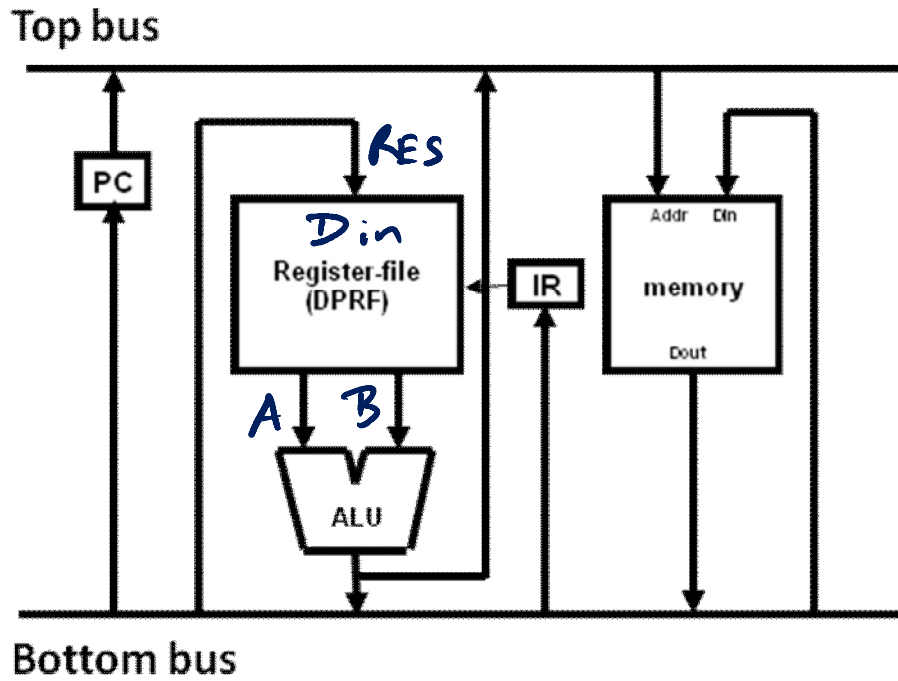 Top bus
RES
PC
Din
Addr DIn
Register-file
(DPRF)
IR
memory
Dout
A B
ALU
Bottom bus